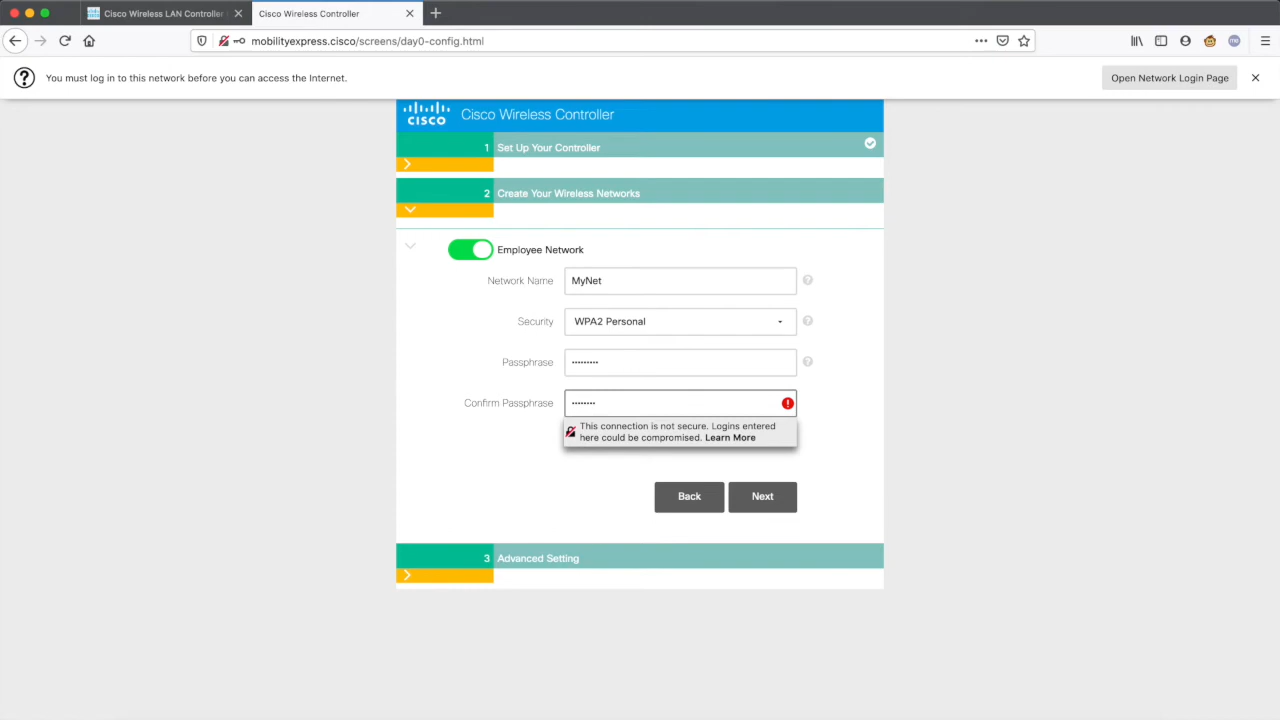 Cisco Wireless LAN Controller
Cisco Wireless Controller
mobilityexpress.cisco/screens/day0-config.html
me
You must log in to this network before you can access the Internet.
Open Network Login Page
CISCO
Cisco Wireless Controller
1 Set Up Your Controller
2 Create Your Wireless Networks
Employee Network
Network Name MyNet
Security WPA2 Personal
Passphrase •••••••••
Confirm Passphrase ••••••••
This connection is not secure. Logins entered
here could be compromised. Learn More
Back Next
3 Advanced Setting